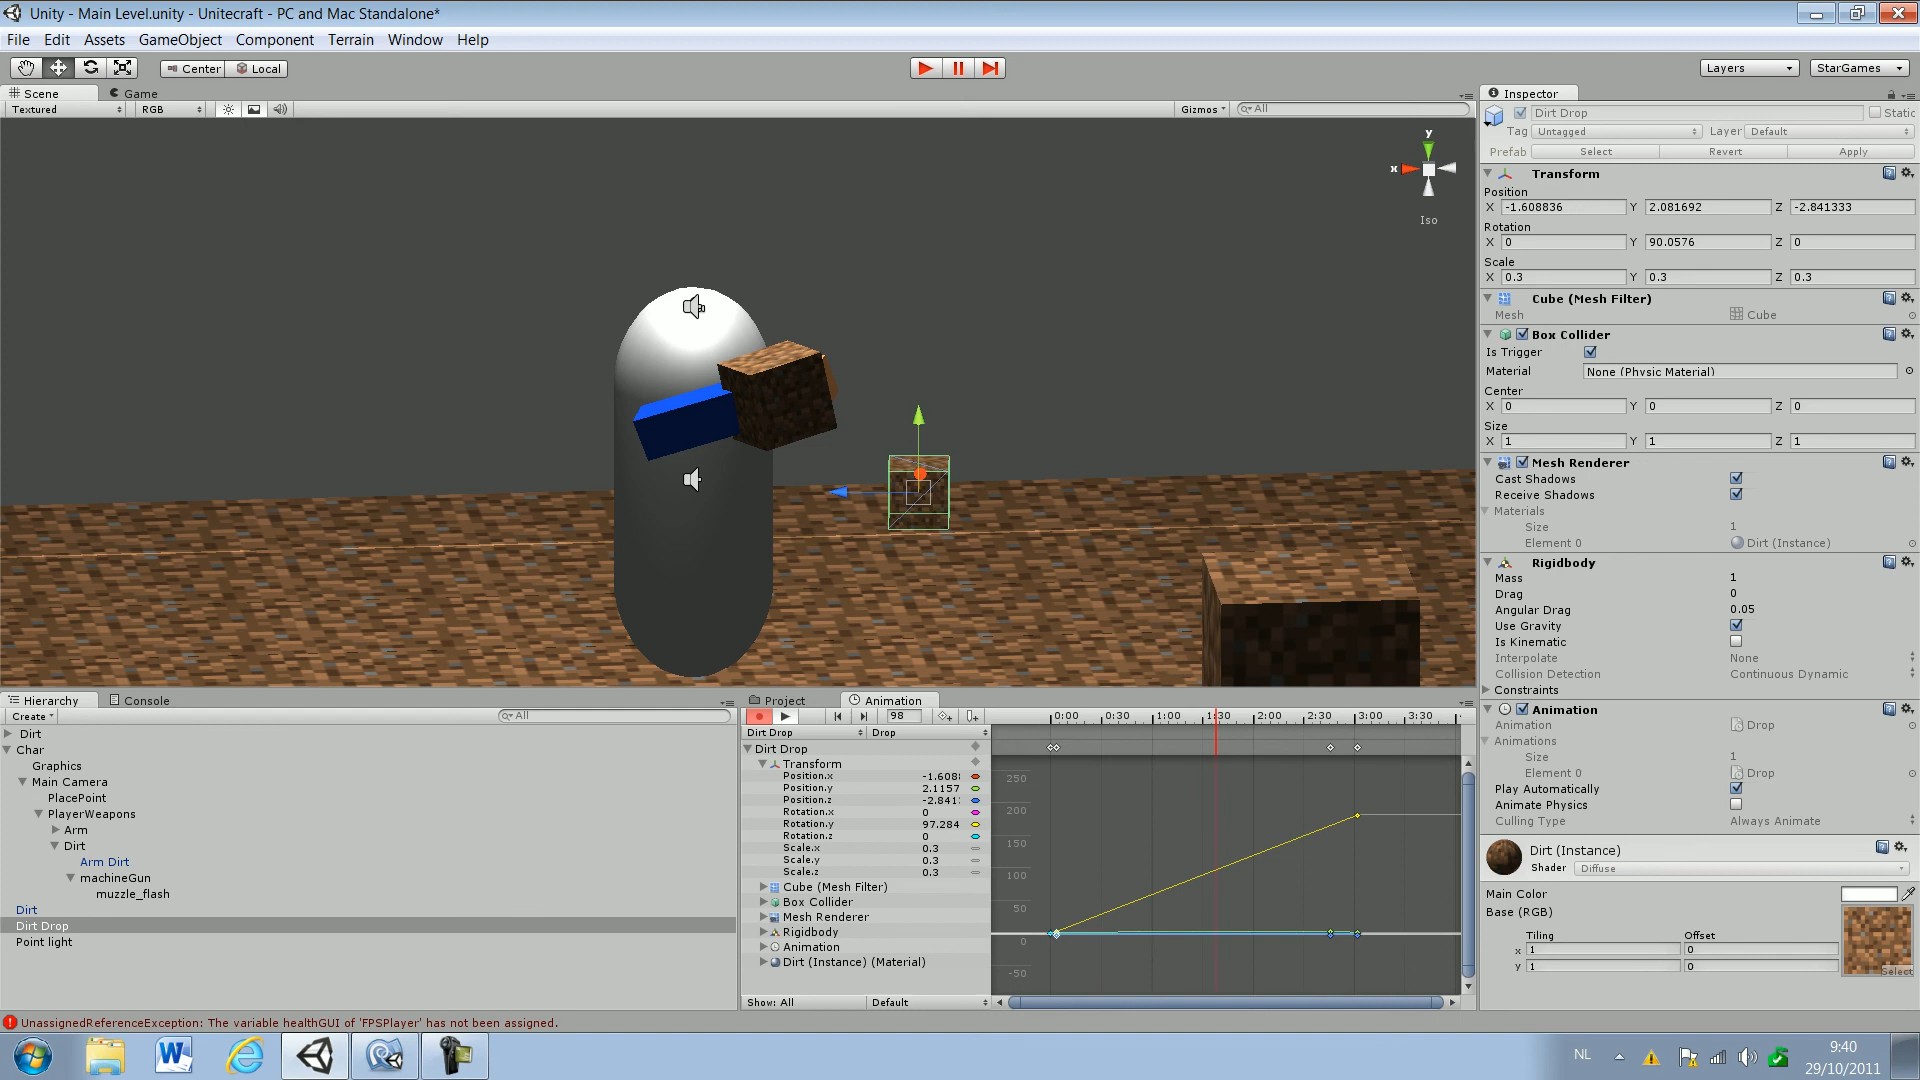 Unity - Main Level.unity - Unitecraft - PC and Mac Standalone*
File Edit Assets GameObject Component Terrain Window Help
Center Local
Layers StarGames
Scene Game
Textured RGB Gizmos All
y
x
Iso
Inspector
Dirt Drop Static
Tag Untagged Layer Default
Prefab Select Revert Apply
Transform
Position
X -1.608836 Y 2.081692 Z -2.841333
Rotation
X 0 Y 90.0576 Z 0
Scale
X 0.3 Y 0.3 Z 0.3
Cube (Mesh Filter)
Mesh Cube
Box Collider
Is Trigger
Material None (Physic Material)
Center
X 0 Y 0 Z 0
Size
X 1 Y 1 Z 1
Mesh Renderer
Cast Shadows
Receive Shadows
Materials
Size 1
Element 0 Dirt (Instance)
Rigidbody
Mass 1
Drag 0
Angular Drag 0.05
Use Gravity
Is Kinematic
Interpolate None
Collision Detection Continuous Dynamic
Constraints
Animation
Animation Drop
Animations
Size 1
Element 0 Drop
Play Automatically
Animate Physics
Culling Type Always Animate
Dirt (Instance)
Shader Diffuse
Main Color
Base (RGB)
Tiling Offset
x 1 0
y 1 0
Select
Hierarchy Console
Create All
Dirt
Char
Graphics
Main Camera
PlacePoint
PlayerWeapons
Arm
Dirt
Arm Dirt
machineGun
muzzle_flash
Dirt
Dirt Drop
Point light
Project Animation
98 0:00 0:30 1:00 1:30 2:00 2:30 3:00 3:30
Dirt Drop Drop
Dirt Drop
Transform
Position.x -1.608
Position.y 2.1157
Position.z -2.841
Rotation.x 0
Rotation.y 97.284
Rotation.z 0
Scale.x 0.3
Scale.y 0.3
Scale.z 0.3
Cube (Mesh Filter)
Box Collider
Mesh Renderer
Rigidbody
Animation
Dirt (Instance) (Material)
250
200
150
100
50
0
-50
Show: All Default
UnassignedReferenceException: The variable healthGUI of 'FPSPlayer' has not been assigned.
NL
9:40
29/10/2011